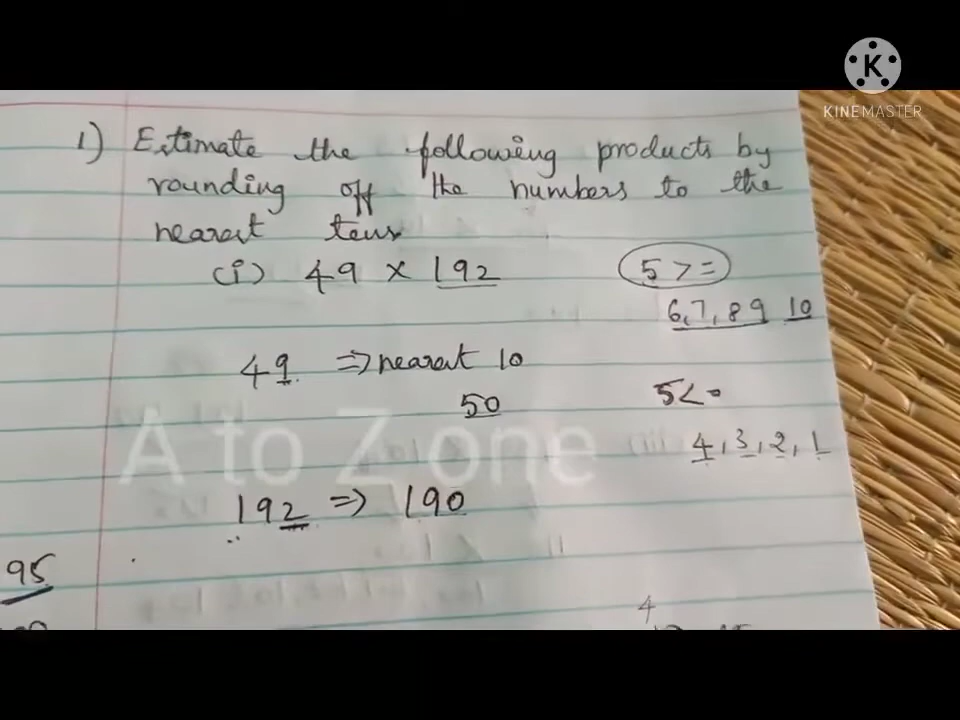 KINEMASTER
1) Estimate the following products by
rounding off the numbers to the
nearest tens
(i) 49 × 192
5 >=
6,7,8 9 10
49 => nearest 10
50
5<=
4,3,2,1
A to Z one
192 => 190
95
4